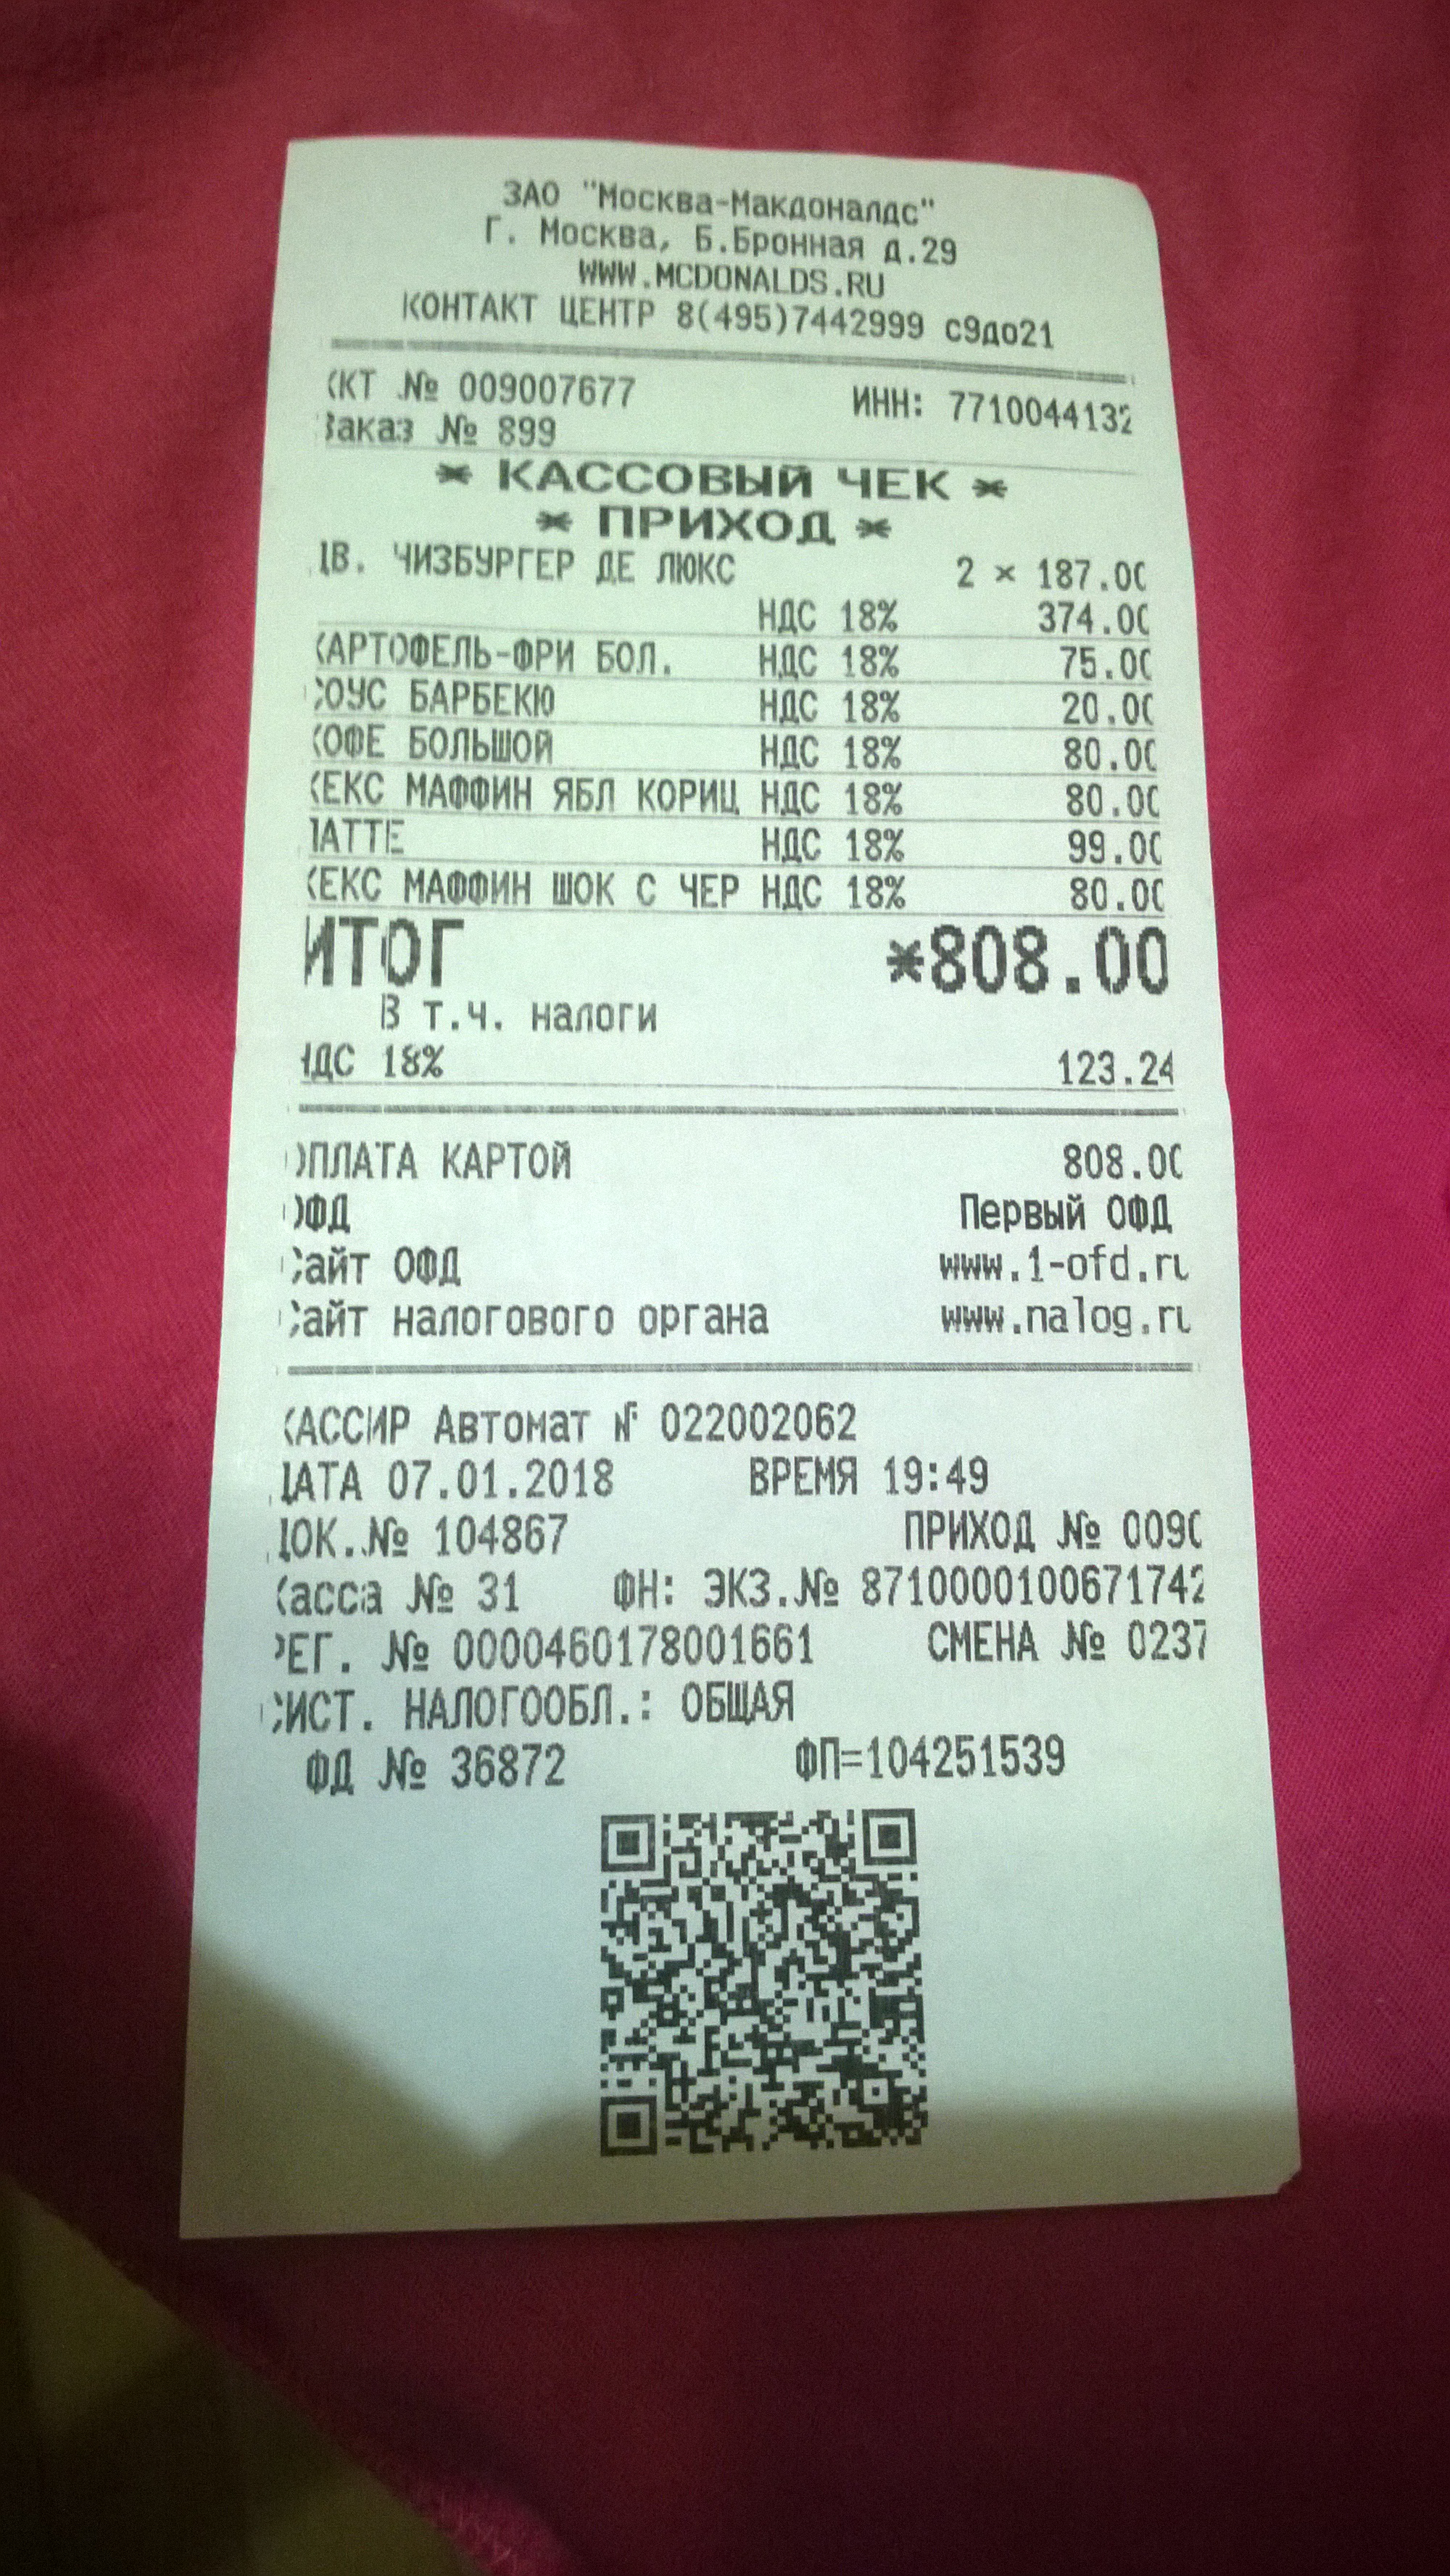 ЗАО "Москва-Макдоналдс"
Г. Москва, Б.Бронная д.29
WWW.MCDONALDS.RU
КОНТАКТ ЦЕНТР 8(495)7442999 с9до21
ККТ № 009007677 ИНН: 7710044132
Заказ № 899
* КАССОВЫЙ ЧЕК *
* ПРИХОД *
ДВ. ЧИЗБУРГЕР ДЕ ЛЮКС 2 × 187.00
НДС 18% 374.00
КАРТОФЕЛЬ-ФРИ БОЛ. НДС 18% 75.00
СОУС БАРБЕКЮ НДС 18% 20.00
КОФЕ БОЛЬШОЙ НДС 18% 80.00
КЕКС МАФФИН ЯБЛ КОРИЦ НДС 18% 80.00
ЛАТТЕ НДС 18% 99.00
КЕКС МАФФИН ШОК С ЧЕР НДС 18% 80.00
ИТОГ *808.00
В т.ч. налоги
НДС 18% 123.24
ОПЛАТА КАРТОЙ 808.00
ОФД Первый ОФД
Сайт ОФД www.1-ofd.ru
Сайт налогового органа www.nalog.ru
КАССИР Автомат № 022002062
ДАТА 07.01.2018 ВРЕМЯ 19:49
ДОК.№ 104867 ПРИХОД № 0090
Касса № 31 ФН: ЭКЗ.№ 8710000100671742
РЕГ. № 0000460178001661 СМЕНА № 0237
СИСТ. НАЛОГООБЛ.: ОБЩАЯ
ФД № 36872 ФП=104251539